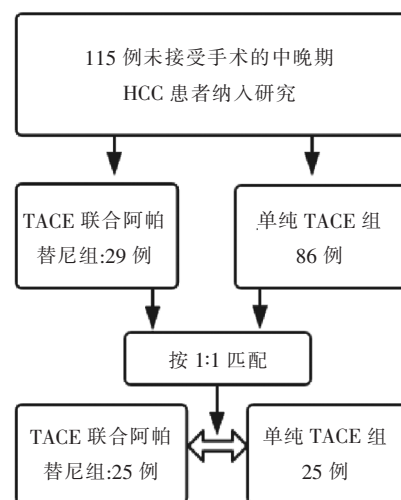 115 例未接受手术的中晚期
HCC 患者纳入研究
TACE 联合阿帕
替尼组:29 例
单纯 TACE 组
86 例
按 1:1 匹配
TACE 联合阿帕
替尼组:25 例
单纯 TACE 组
25 例